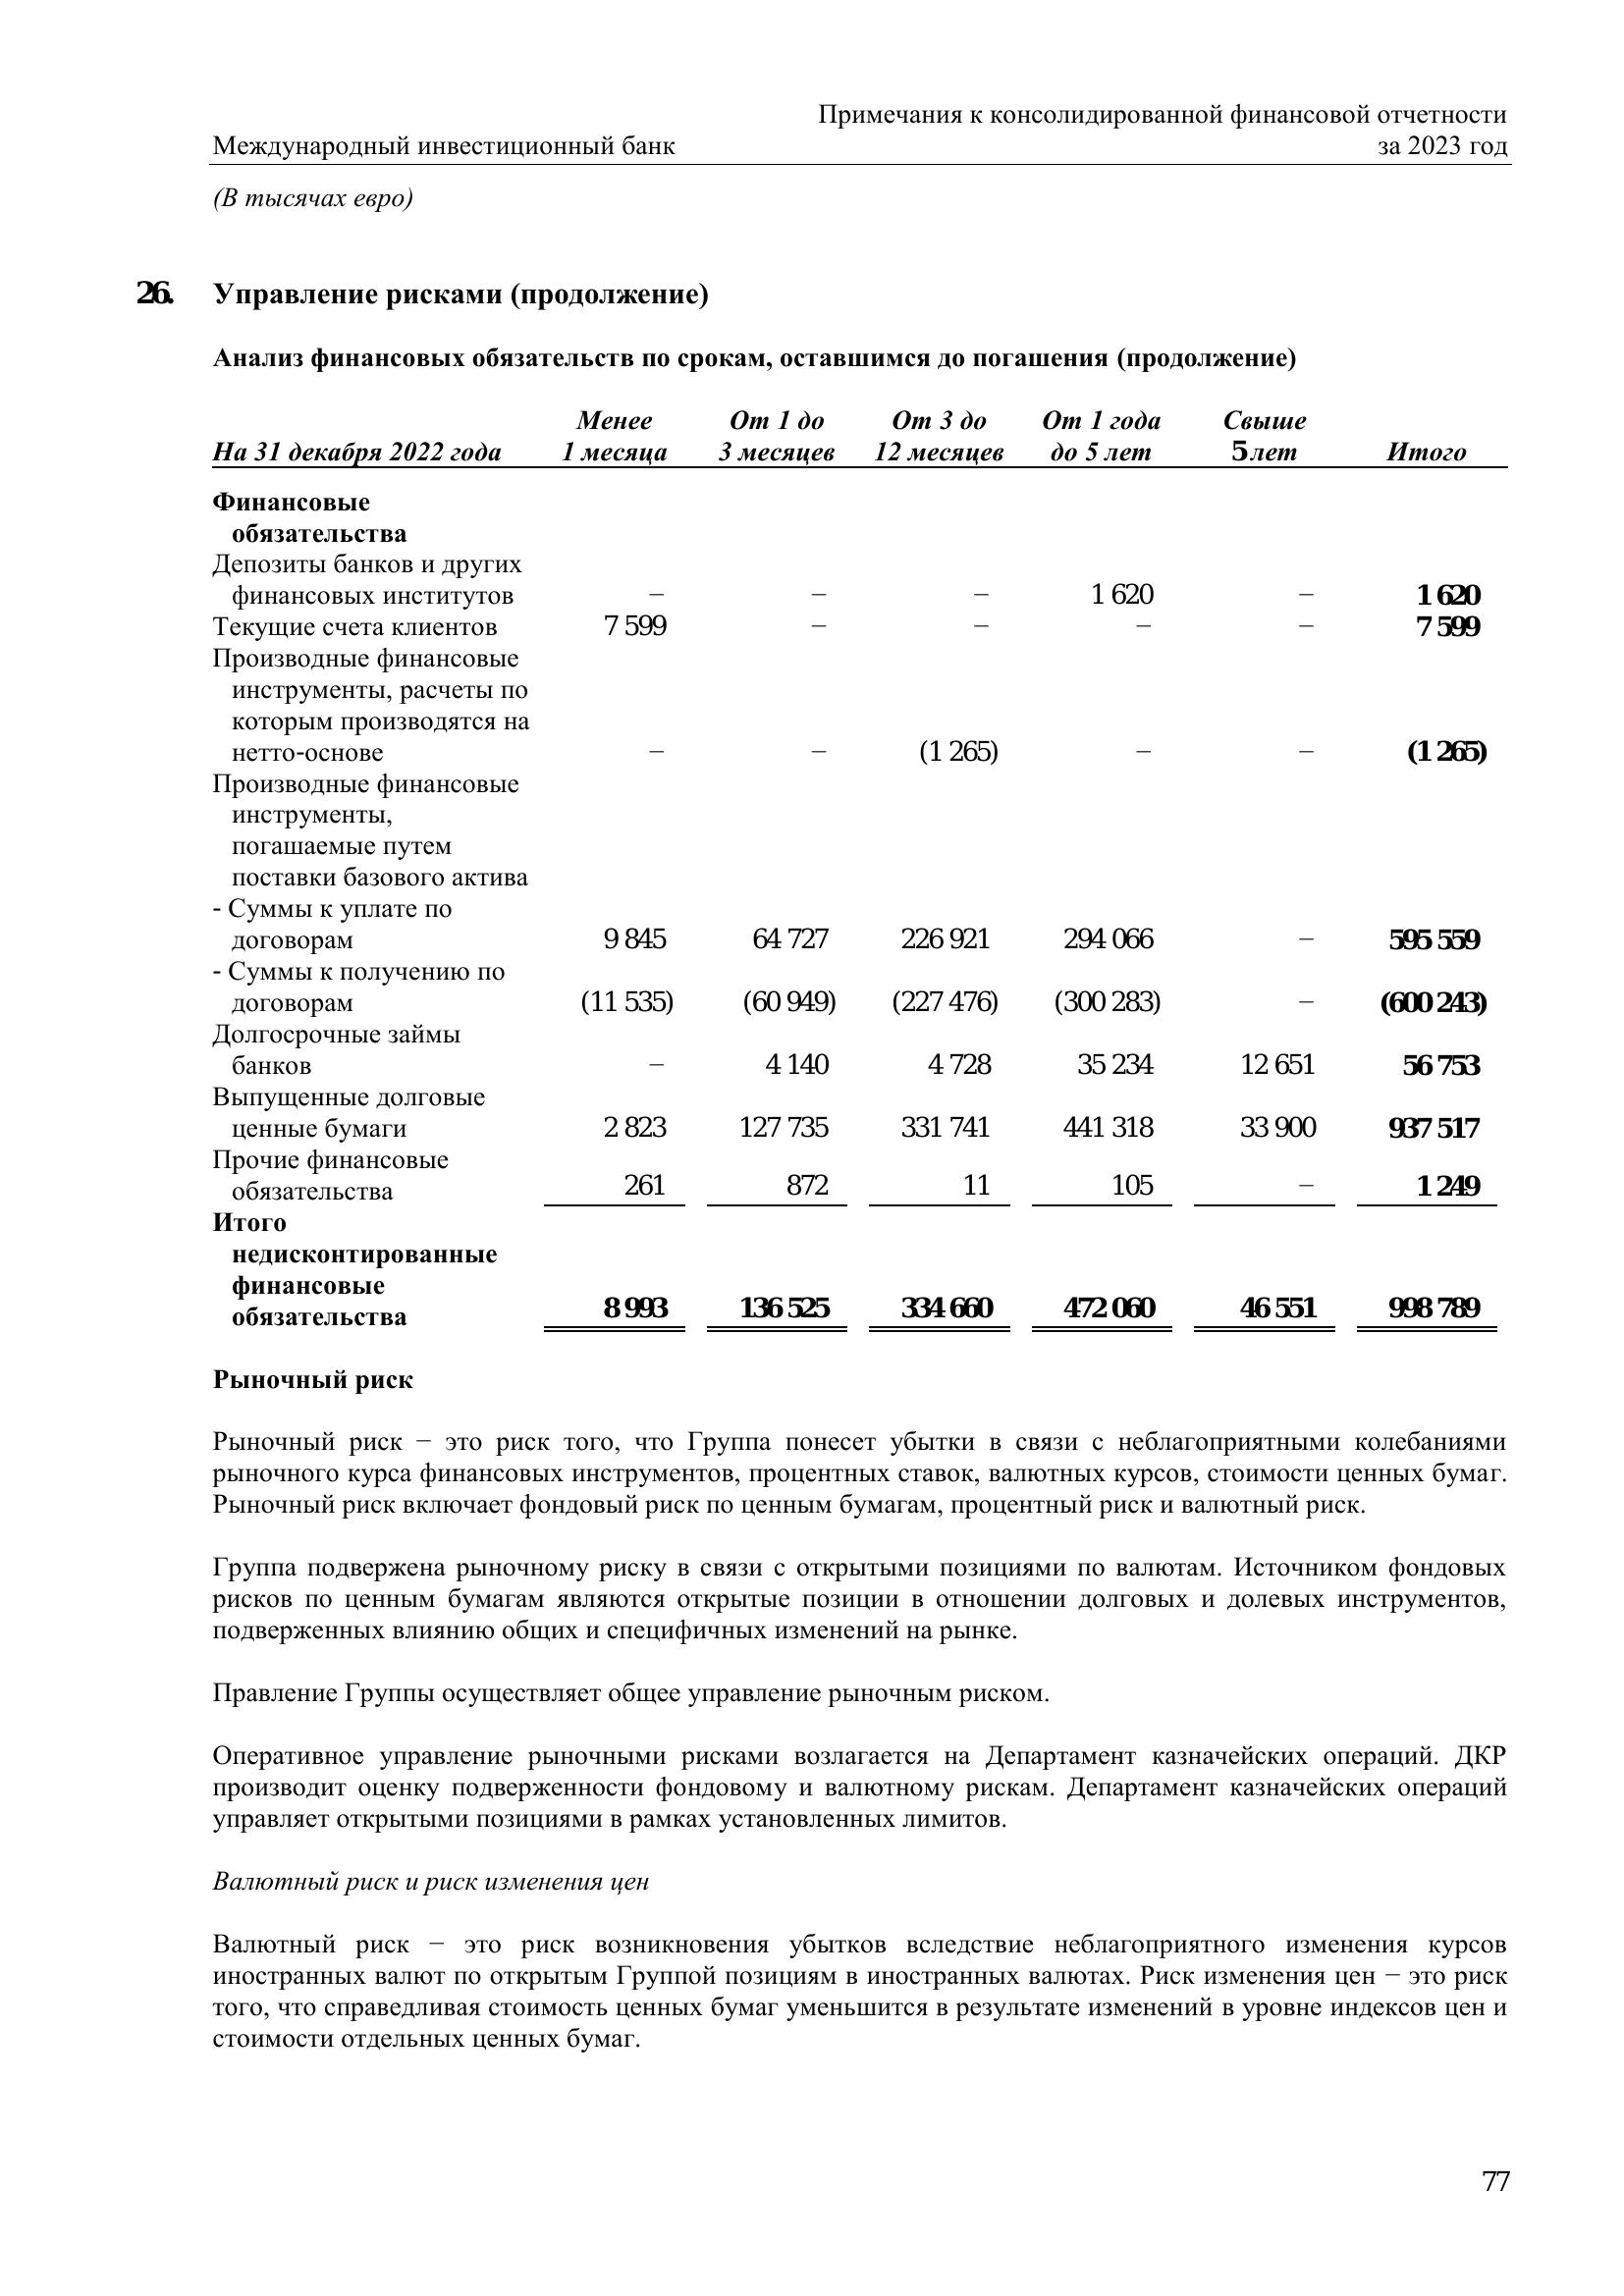 Примечания к консолидированной финансовой отчетности
Международный инвестиционный банк за 2023 год
(В тысячах евро)
26. Управление рисками (продолжение)
Анализ финансовых обязательств по срокам, оставшимся до погашения (продолжение)
Менее От 1 до От 3 до От 1 года Свыше
На 31 декабря 2022 года 1 месяца 3 месяцев 12 месяцев до 5 лет 5 лет Итого
Финансовые
обязательства
Депозиты банков и других
финансовых институтов – – – 1 620 – 1 620
Текущие счета клиентов 7 599 – – – – 7 599
Производные финансовые
инструменты, расчеты по
которым производятся на
нетто-основе – – (1 265) – – (1 265)
Производные финансовые
инструменты,
погашаемые путем
поставки базового актива
- Суммы к уплате по
договорам 9 845 64 727 226 921 294 066 – 595 559
- Суммы к получению по
договорам (11 535) (60 949) (227 476) (300 283) – (600 243)
Долгосрочные займы
банков – 4 140 4 728 35 234 12 651 56 753
Выпущенные долговые
ценные бумаги 2 823 127 735 331 741 441 318 33 900 937 517
Прочие финансовые
обязательства 261 872 11 105 – 1 249
Итого
недисконтированные
финансовые
обязательства 8 993 136 525 334 660 472 060 46 551 998 789
Рыночный риск
Рыночный риск − это риск того, что Группа понесет убытки в связи с неблагоприятными колебаниями
рыночного курса финансовых инструментов, процентных ставок, валютных курсов, стоимости ценных бумаг.
Рыночный риск включает фондовый риск по ценным бумагам, процентный риск и валютный риск.
Группа подвержена рыночному риску в связи с открытыми позициями по валютам. Источником фондовых
рисков по ценным бумагам являются открытые позиции в отношении долговых и долевых инструментов,
подверженных влиянию общих и специфичных изменений на рынке.
Правление Группы осуществляет общее управление рыночным риском.
Оперативное управление рыночными рисками возлагается на Департамент казначейских операций. ДКР
производит оценку подверженности фондовому и валютному рискам. Департамент казначейских операций
управляет открытыми позициями в рамках установленных лимитов.
Валютный риск и риск изменения цен
Валютный риск − это риск возникновения убытков вследствие неблагоприятного изменения курсов
иностранных валют по открытым Группой позициям в иностранных валютах. Риск изменения цен − это риск
того, что справедливая стоимость ценных бумаг уменьшится в результате изменений в уровне индексов цен и
стоимости отдельных ценных бумаг.
77